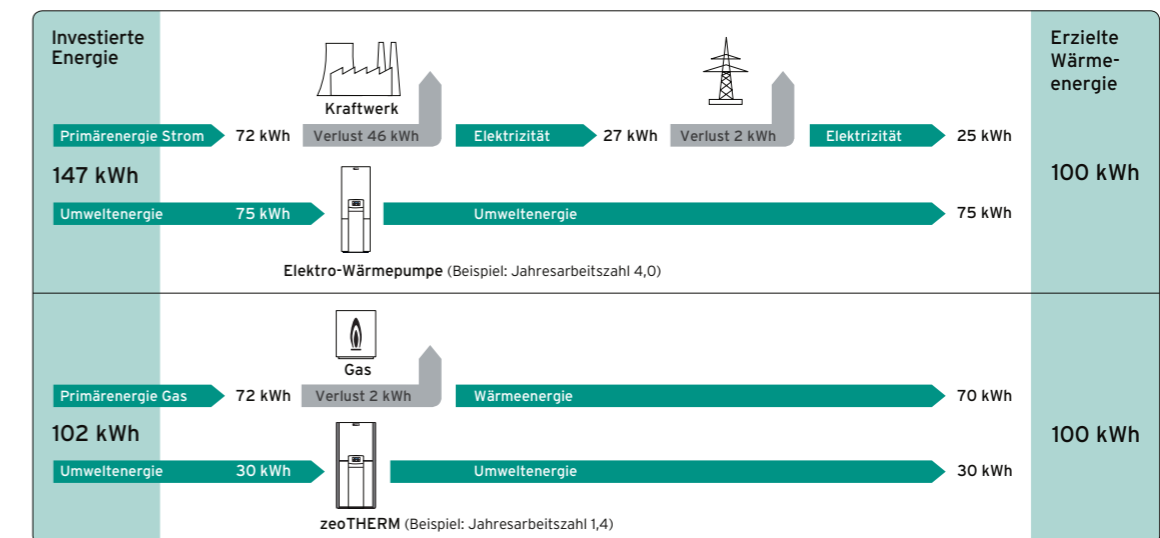 Investierte
Energie
Erzielte
Wärme-
energie
Kraftwerk
Primärenergie Strom 72 kWh Verlust 46 kWh Elektrizität 27 kWh Verlust 2 kWh Elektrizität 25 kWh
147 kWh
100 kWh
Umweltenergie 75 kWh Umweltenergie 75 kWh
Elektro-Wärmepumpe (Beispiel: Jahresarbeitszahl 4,0)
Gas
Primärenergie Gas 72 kWh Verlust 2 kWh Wärmeenergie 70 kWh
102 kWh
100 kWh
Umweltenergie 30 kWh Umweltenergie 30 kWh
zeoTHERM (Beispiel: Jahresarbeitszahl 1,4)